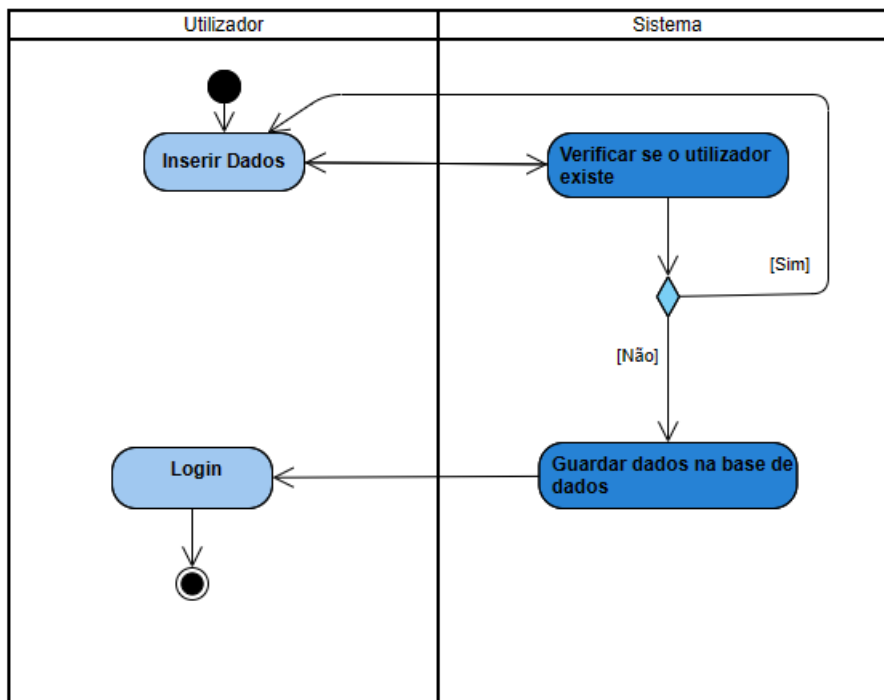 Utilizador
Sistema
Inserir Dados
Verificar se o utilizador
existe
[Sim]
[Não]
Login
Guardar dados na base de
dados